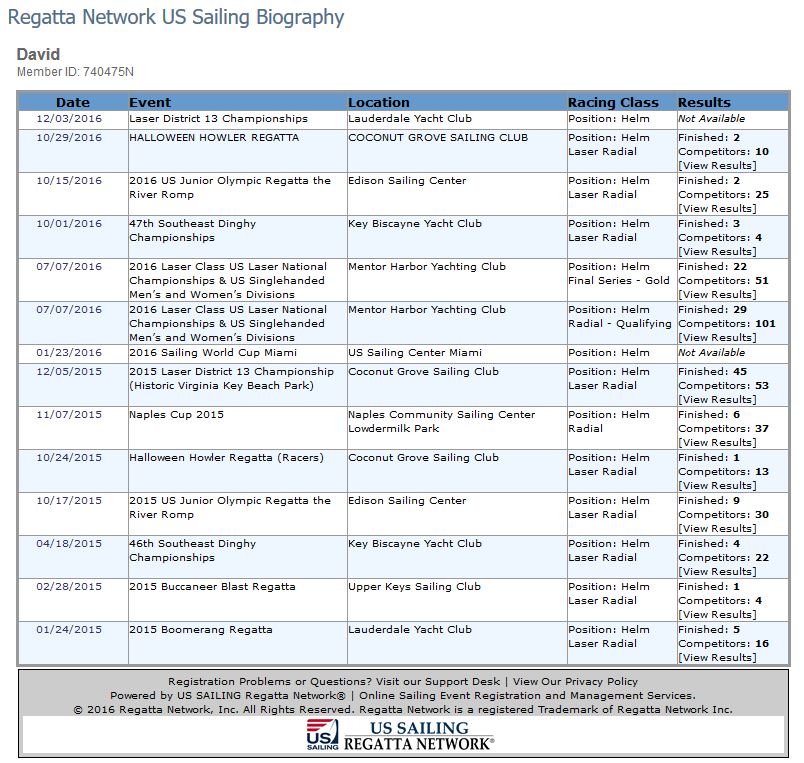 Regatta Network US Sailing Biography
David
Member ID: 740475N
Date Event Location Racing Class Results
12/03/2016 Laser District 13 Championships Lauderdale Yacht Club Position: Helm Not Available
10/29/2016 HALLOWEEN HOWLER REGATTA COCONUT GROVE SAILING CLUB Position: Helm Finished: 2
Laser Radial Competitors: 10
[View Results]
10/15/2016 2016 US Junior Olympic Regatta the Edison Sailing Center Position: Helm Finished: 2
River Romp Laser Radial Competitors: 25
[View Results]
10/01/2016 47th Southeast Dinghy Key Biscayne Yacht Club Position: Helm Finished: 3
Championships Laser Radial Competitors: 4
[View Results]
07/07/2016 2016 Laser Class US Laser National Mentor Harbor Yachting Club Position: Helm Finished: 22
Championships & US Singlehanded Final Series - Gold Competitors: 51
Men's and Women's Divisions [View Results]
07/07/2016 2016 Laser Class US Laser National Mentor Harbor Yachting Club Position: Helm Finished: 29
Championships & US Singlehanded Radial - Qualifying Competitors: 101
Men's and Women's Divisions [View Results]
01/23/2016 2016 Sailing World Cup Miami US Sailing Center Miami Position: Helm Not Available
12/05/2015 2015 Laser District 13 Championship Coconut Grove Sailing Club Position: Helm Finished: 45
(Historic Virginia Key Beach Park) Laser Radial Competitors: 53
[View Results]
11/07/2015 Naples Cup 2015 Naples Community Sailing Center Position: Helm Finished: 6
Lowdermilk Park Radial Competitors: 37
[View Results]
10/24/2015 Halloween Howler Regatta (Racers) Coconut Grove Sailing Club Position: Helm Finished: 1
Laser Radial Competitors: 13
[View Results]
10/17/2015 2015 US Junior Olympic Regatta the Edison Sailing Center Position: Helm Finished: 9
River Romp Laser Radial Competitors: 30
[View Results]
04/18/2015 46th Southeast Dinghy Key Biscayne Yacht Club Position: Helm Finished: 4
Championships Laser Radial Competitors: 22
[View Results]
02/28/2015 2015 Buccaneer Blast Regatta Upper Keys Sailing Club Position: Helm Finished: 1
Laser Radial Competitors: 4
[View Results]
01/24/2015 2015 Boomerang Regatta Lauderdale Yacht Club Position: Helm Finished: 5
Laser Radial Competitors: 16
[View Results]
Registration Problems or Questions? Visit our Support Desk | View Our Privacy Policy
Powered by US SAILING Regatta Network® | Online Sailing Event Registration and Management Services.
© 2016 Regatta Network, Inc. All Rights Reserved. Regatta Network is a registered Trademark of Regatta Network Inc.
US SAILING US SAILING
REGATTA NETWORK®